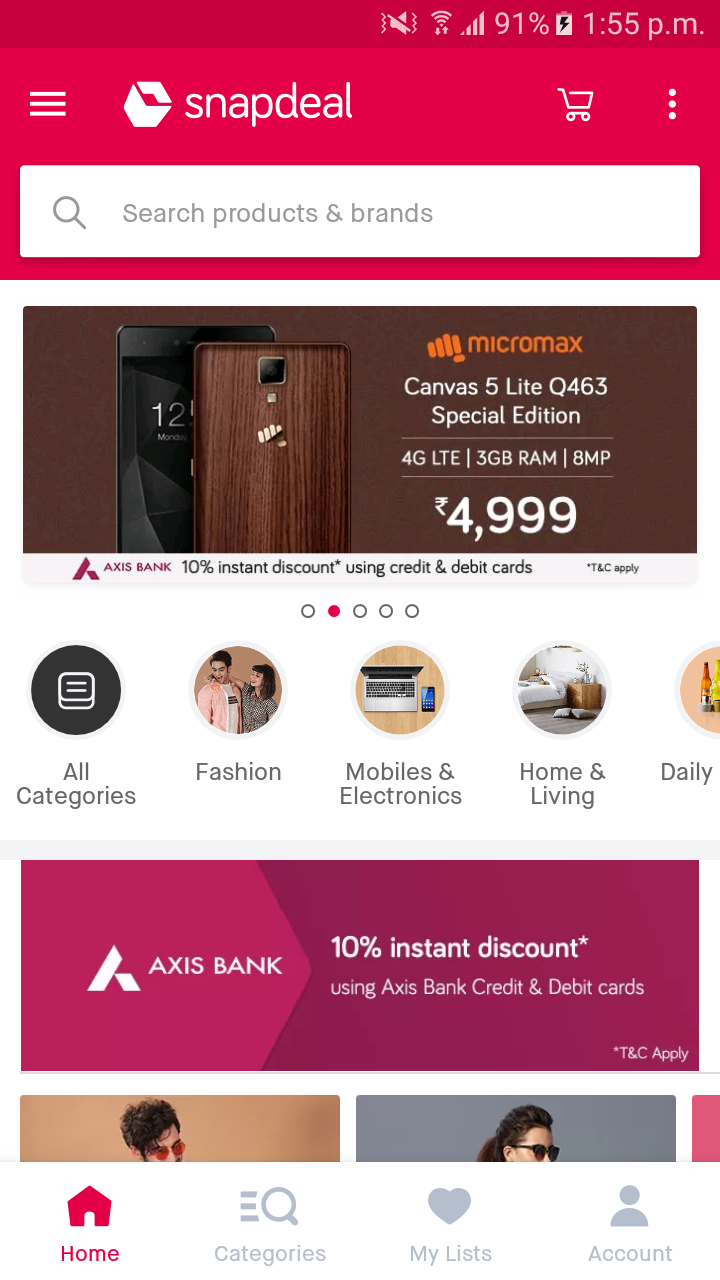 91% 1:55 p.m.
snapdeal
Search products & brands
micromax
Canvas 5 Lite Q463
Special Edition
4G LTE | 3GB RAM | 8MP
₹4,999
12
Monday,
AXIS BANK 10% instant discount* using credit & debit cards *T&C apply
All
Categories
Fashion
Mobiles &
Electronics
Home &
Living
Daily
AXIS BANK
10% instant discount*
using Axis Bank Credit & Debit cards
*T&C Apply
Home
Categories
My Lists
Account